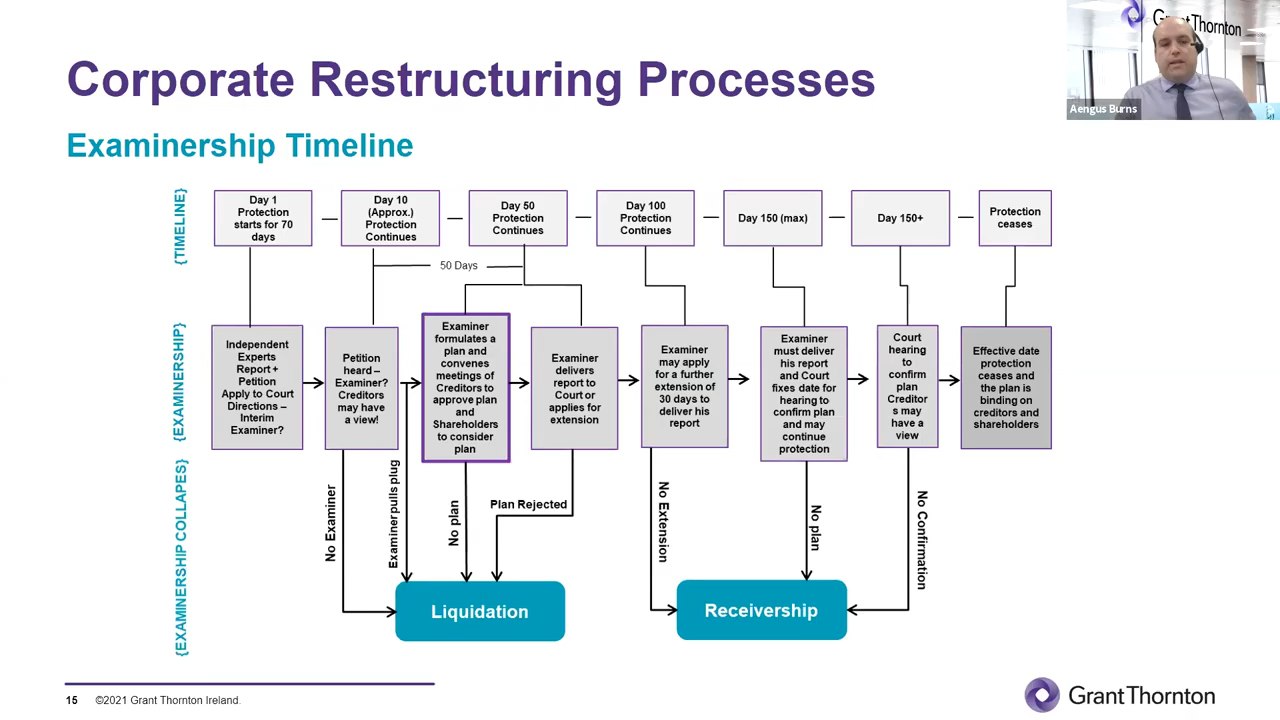 Grant Thornton
Aengus Burns
Corporate Restructuring Processes
Examinership Timeline
{TIMELINE}
Day 1
Protection
starts for 70
days
Day 10
(Approx.)
Protection
Continues
Day 50
Protection
Continues
Day 100
Protection
Continues
Day 150 (max)
Day 150+
Protection
ceases
50 Days
{EXAMINERSHIP}
Independent
Experts
Report +
Petition
Apply to Court
Directions –
Interim
Examiner?
Petition
heard –
Examiner?
Creditors
may have
a view!
Examiner
formulates a
plan and
convenes
meetings of
Creditors to
approve plan
and
Shareholders
to consider
plan
Examiner
delivers
report to
Court or
applies for
extension
Examiner
may apply
for a further
extension of
30 days to
deliver his
report
Examiner
must deliver
his report
and Court
fixes date for
hearing to
confirm plan
and may
continue
protection
Court
hearing
to
confirm
plan
Creditor
s may
have a
view
Effective date
protection
ceases and
the plan is
binding on
creditors and
shareholders
{EXAMINERSHIP COLLAPES}
No Examiner
Examiner pulls plug
No plan
Plan Rejected
No Extension
No plan
No Confirmation
Liquidation
Receivership
15 ©2021 Grant Thornton Ireland.
GrantThornton